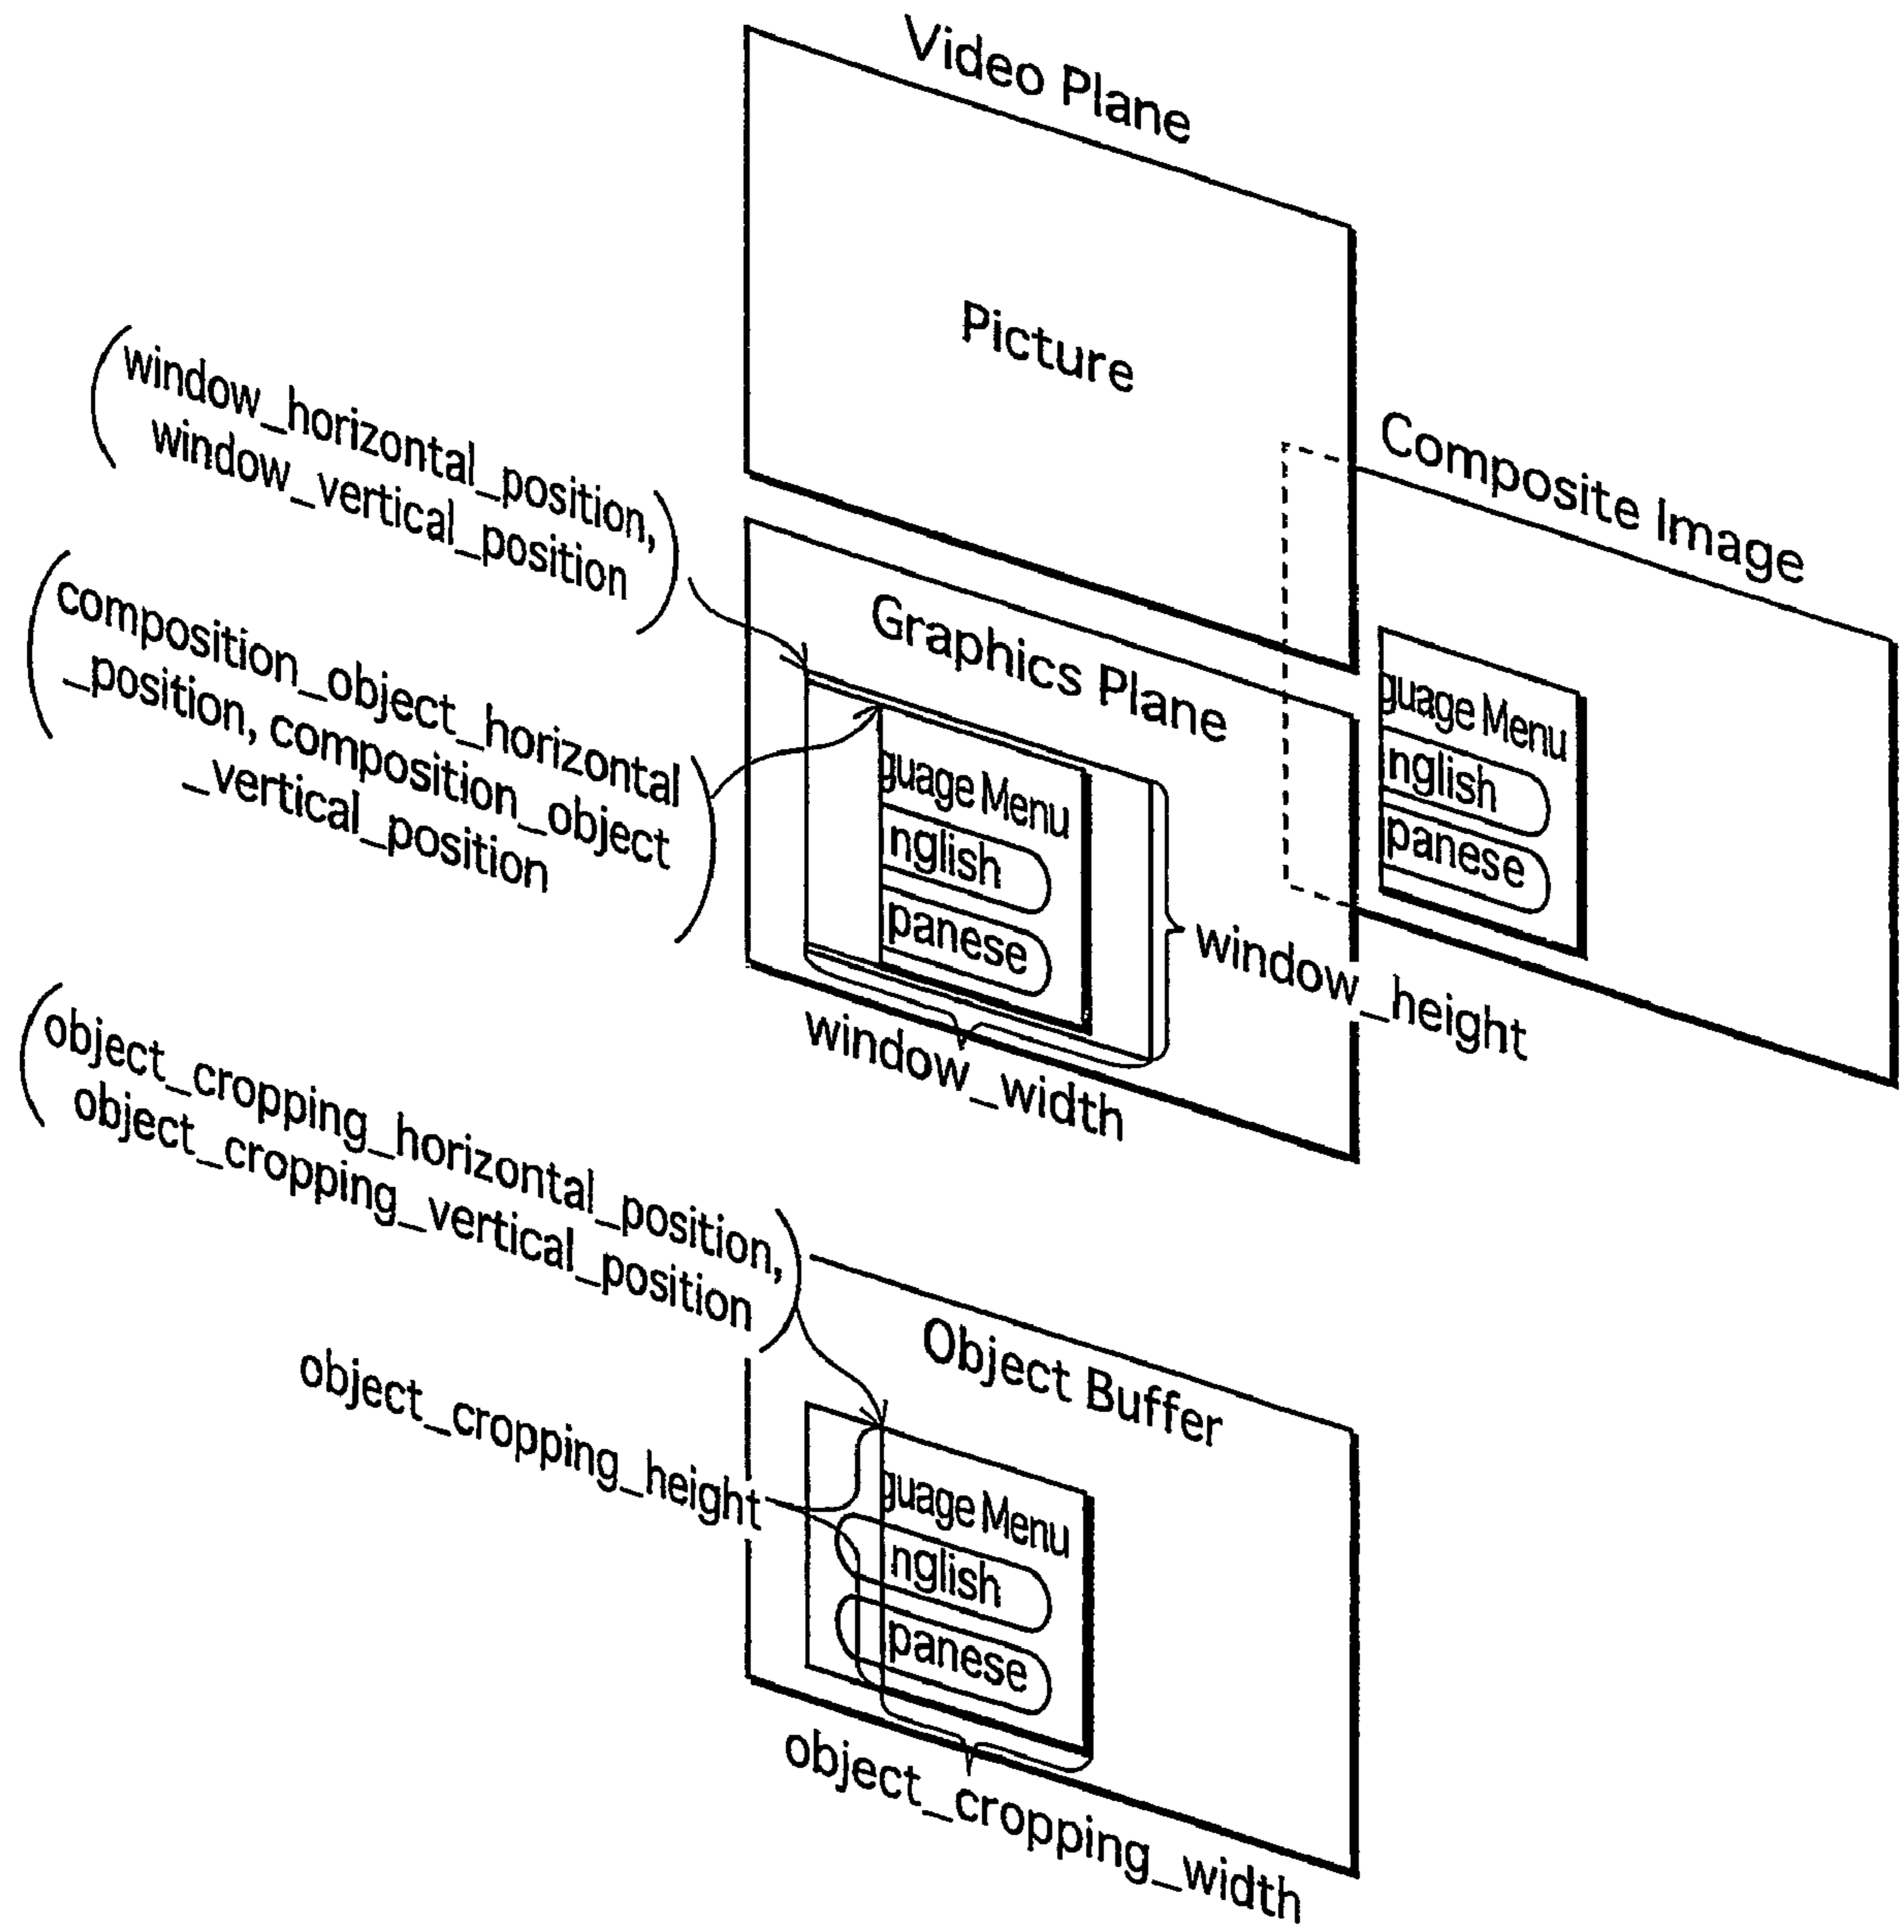 Video Plane
Picture
(window_horizontal_position,
window_vertical_position)
Composite Image
guage Menu
nglish
panese
(composition_object_horizontal
_position, composition_object
_vertical_position)
Graphics Plane
guage Menu
nglish
panese
window_height
window_width
(object_cropping_horizontal_position,
object_cropping_vertical_position)
Object Buffer
object_cropping_height
guage Menu
nglish
panese
object_cropping_width